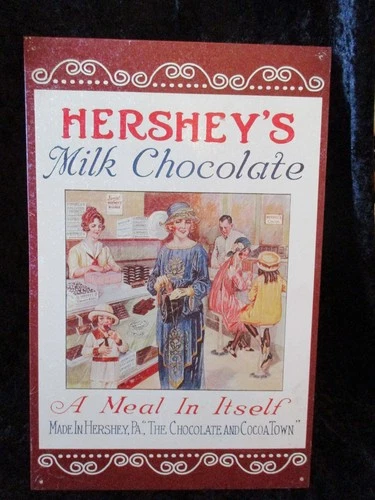 HERSHEY'S
Milk Chocolate
A Meal In Itself
MADE IN HERSHEY, PA., "THE CHOCOLATE AND COCOA TOWN"